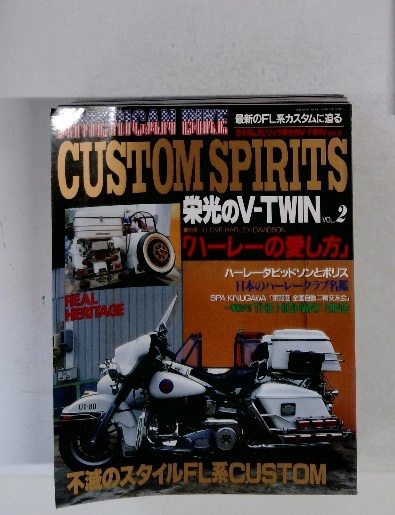 AMERICAN BIKE
最新のFL系カスタムに迫る
CUSTOM SPIRITS
栄光のV-TWIN VOL.2
I LOVE HARLEY-DAVIDSON
「ハーレーの愛し方」
ハーレーダビッドソンとポリス
日本のハーレークラブ名鑑
SPA KINUGAWA
REAL
HERITAGE
不滅のスタイルFL系CUSTOM